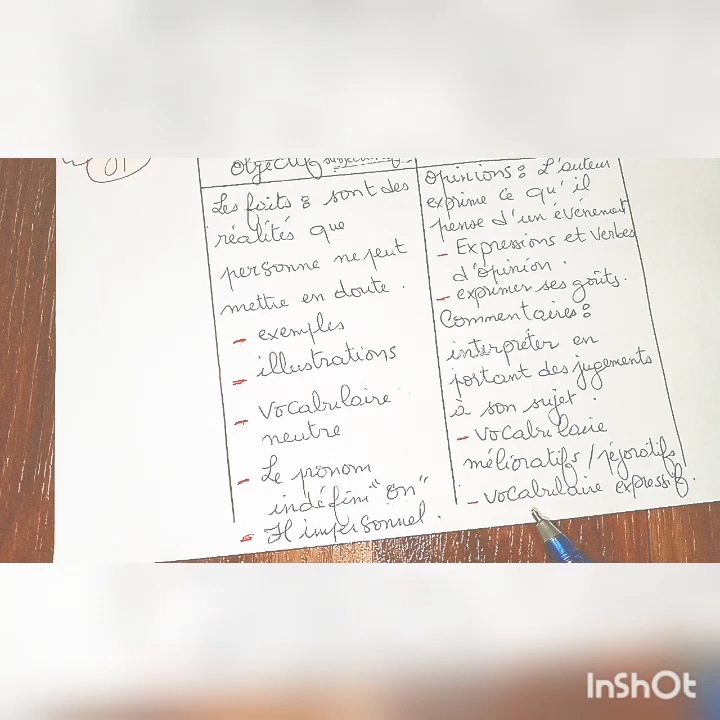 01
objectif subjectif
Les faits : sont des
réalités que
personne ne peut
mettre en doute .
- exemples
- illustrations
- vocabulaire
neutre
- Le pronom
indéfini "on"
- Il impersonnel .
opinions : L'auteur
exprime ce qu'il
pense d'un événement
- Expressions et verbes
d'opinion .
- exprimer ses goûts .
Commentaires :
interpréter en
portant des jugements
à son sujet .
- vocabulaire
mélioratifs / péjoratifs
- vocabulaire expressif .
InShOt